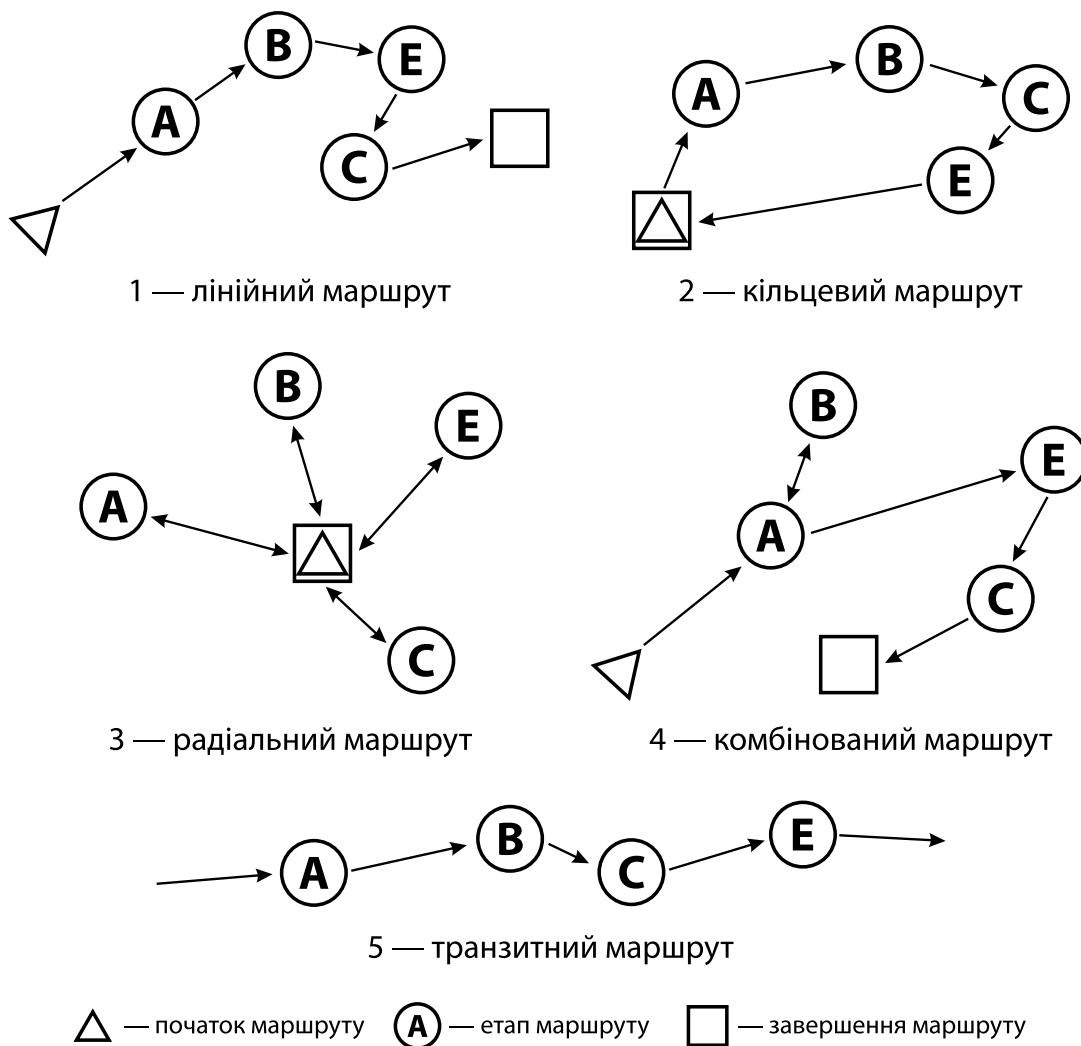 A
B
E
C
1 — лінійний маршрут
A
B
C
E
2 — кільцевий маршрут
B
E
A
C
3 — радіальний маршрут
B
E
A
C
4 — комбінований маршрут
A
B
C
E
5 — транзитний маршрут
— початок маршруту
A — етап маршруту
— завершення маршруту